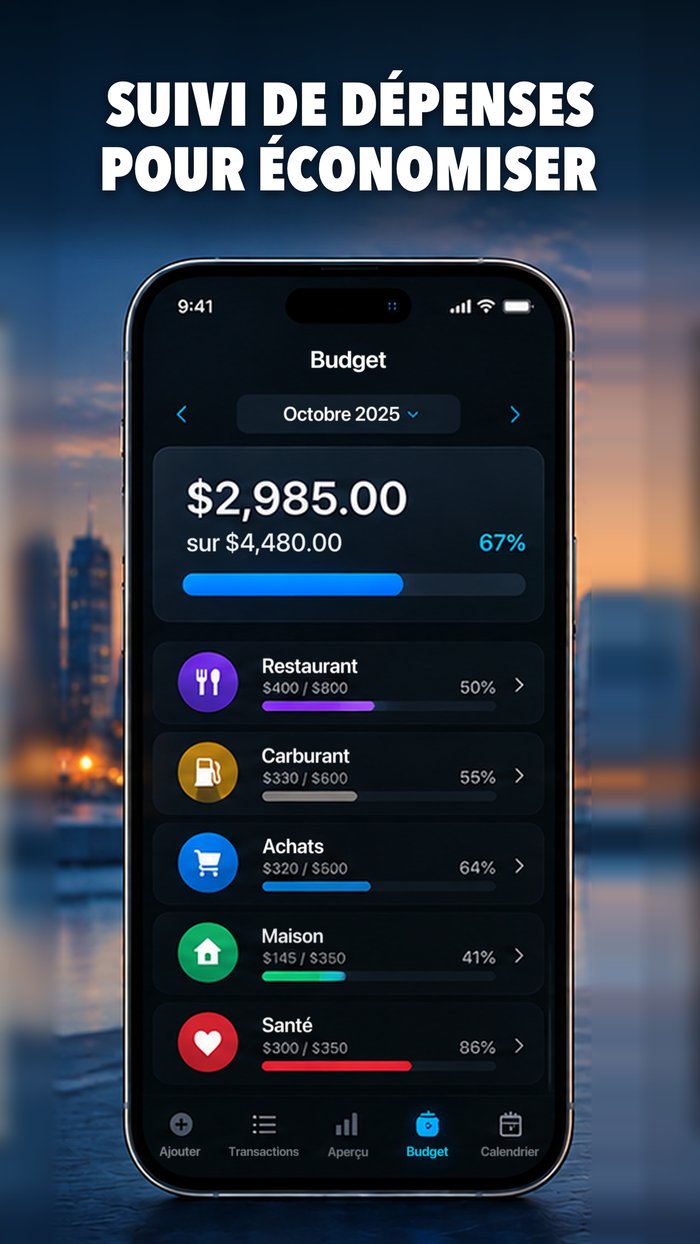 SUIVI DE DÉPENSES
POUR ÉCONOMISER
9:41
Budget
Octobre 2025
$2,985.00
sur $4,480.00
67%
Restaurant
$400 / $800
50%
Carburant
$330 / $600
55%
Achats
$320 / $500
64%
Maison
$145 / $350
41%
Santé
$300 / $350
86%
Ajouter
Transactions
Aperçu
Budget
Calendrier